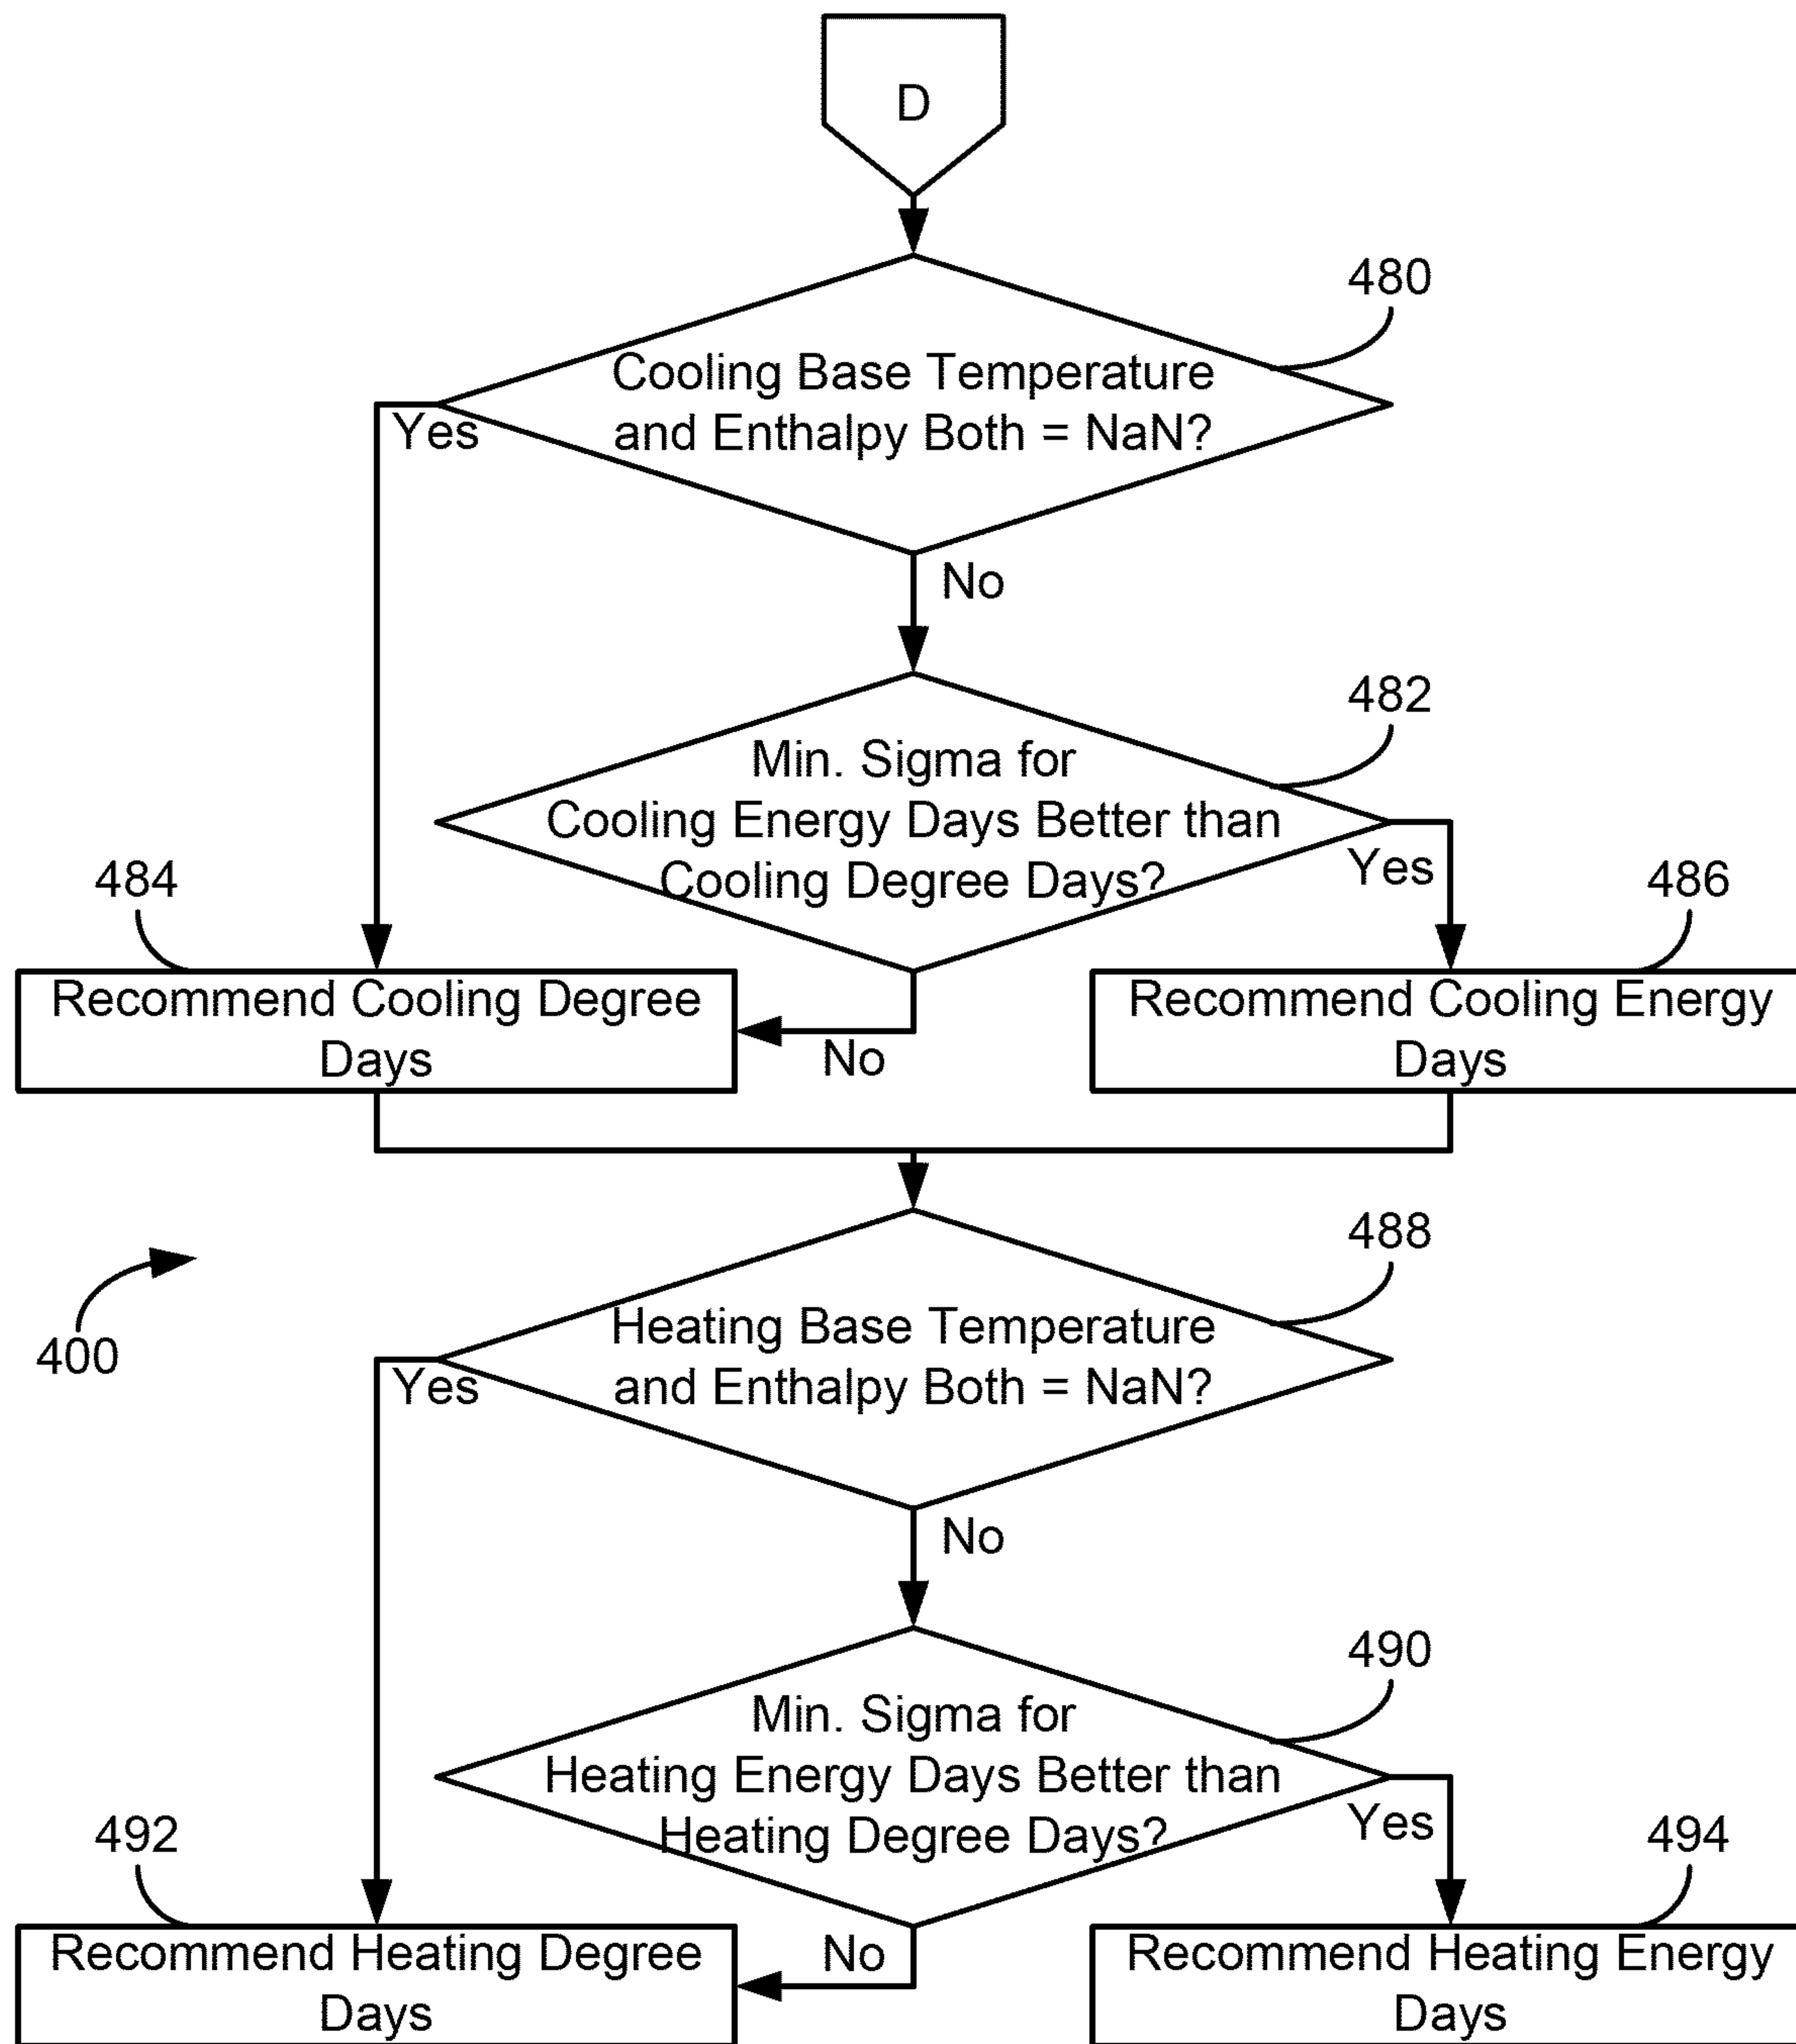 D
480
Cooling Base Temperature
and Enthalpy Both = NaN?
Yes
No
482
Min. Sigma for
Cooling Energy Days Better than
Cooling Degree Days?
Yes
484
486
Recommend Cooling Degree
Days
No
Recommend Cooling Energy
Days
488
400
Heating Base Temperature
and Enthalpy Both = NaN?
Yes
No
490
Min. Sigma for
Heating Energy Days Better than
Heating Degree Days?
Yes
492
494
Recommend Heating Degree
Days
No
Recommend Heating Energy
Days